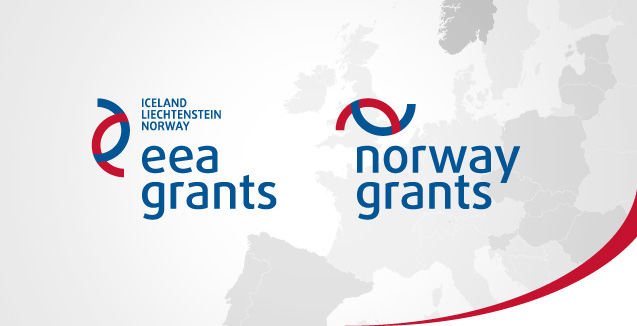 ICELAND
LIECHTENSTEIN
NORWAY
eea
grants
norway
grants